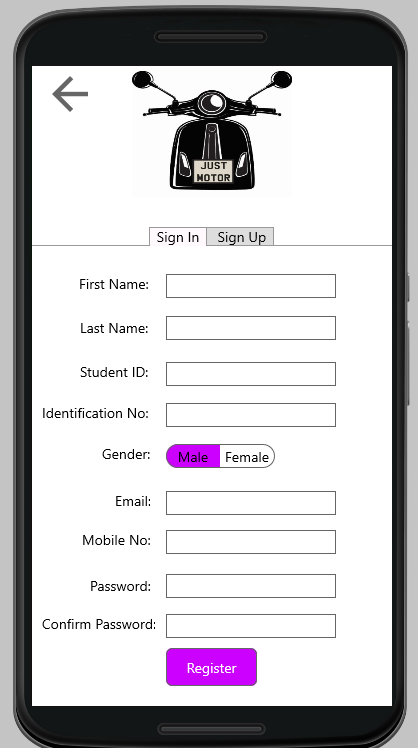 JUST
MOTOR
Sign In Sign Up
First Name:
Last Name:
Student ID:
Identification No:
Gender: Male Female
Email:
Mobile No:
Password:
Confirm Password:
Register